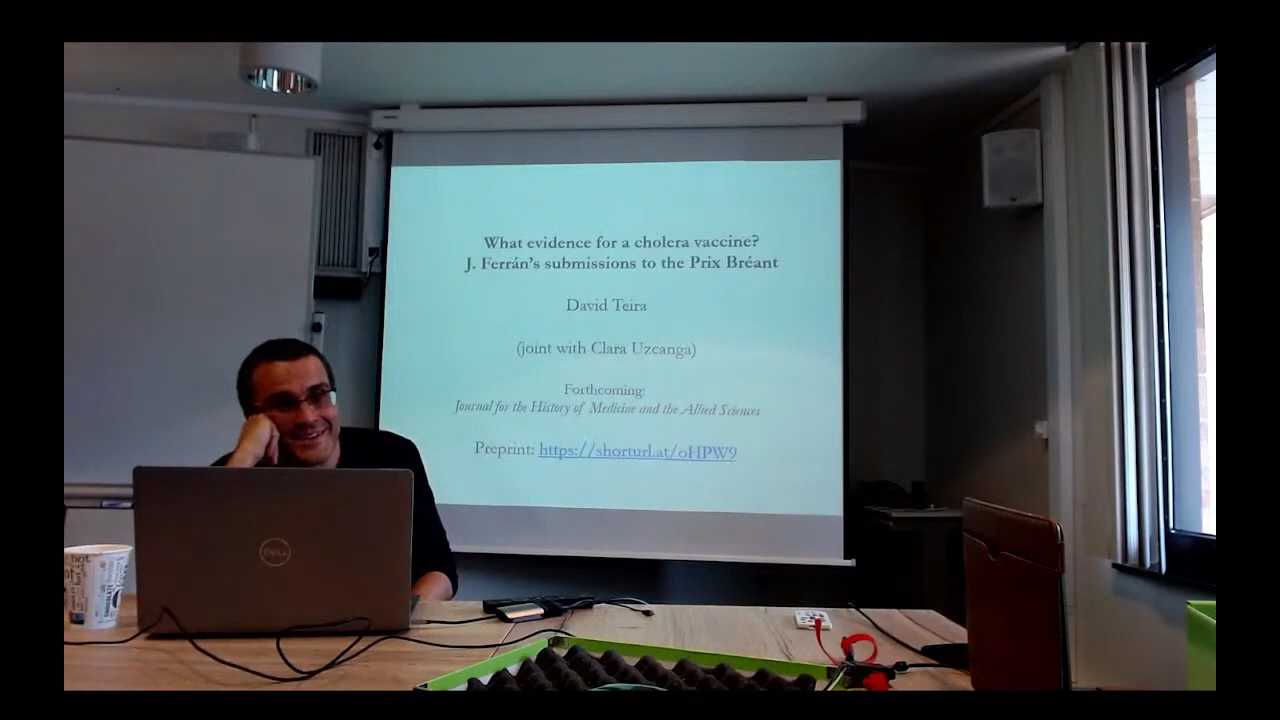 What evidence for a cholera vaccine?
J. Ferrán's submissions to the Prix Bréant
David Teira
(joint with Clara Uzcanga)
Forthcoming:
Journal for the History of Medicine and the Allied Sciences
Preprint: https://shorturl.at/oHPW9
DELL
hot